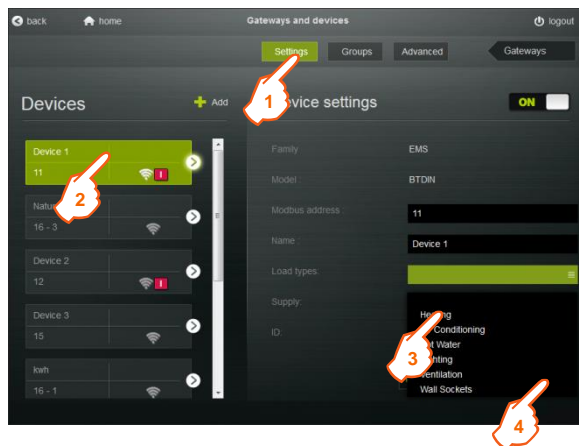 back home Gateways and devices logout
Settings Groups Advanced Gateways
Devices Add
1
Device settings ON
Device 1
11 I
2
16 - 3
Device 2
12 I
Device 3
15
kwh
16 - 1
Family EMS
Model : BTDIN
Modbus address : 11
Name : Device 1
Load types:
Supply:
ID:
Conditioning
Water
Ventilation
Wall Sockets
3
4